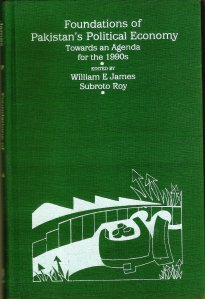 Foundations of
Pakistan's Political Economy
Towards an Agenda
for the 1990s
EDITED BY
William E James
Subroto Roy